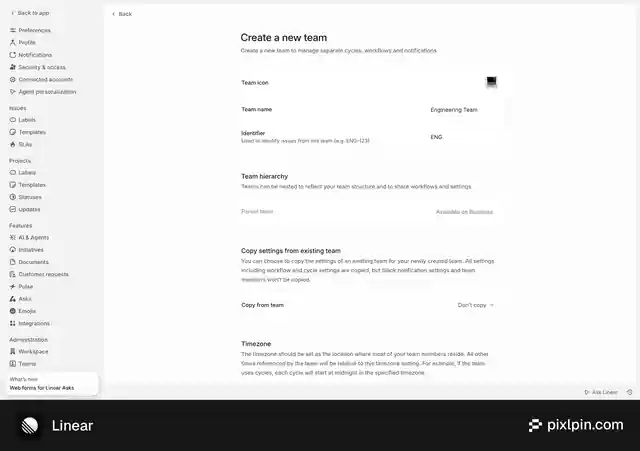 Back to app
Preferences
Profile
Notifications
Security & access
Connected accounts
Agent personalization
Issues
Labels
Templates
SLAs
Projects
Labels
Templates
Statuses
Updates
Features
AI & Agents
Initiatives
Documents
Customer requests
Pulse
Asks
Emojis
Integrations
Administration
Workspace
Teams
What's new
Web forms for Linear Asks
Back
Create a new team
Create a new team to manage separate cycles, workflows and notifications
Team icon
Team name
Engineering Team
Identifier
Used to identify issues from this team (e.g. ENG-123)
ENG
Team hierarchy
Teams can be nested to reflect your team structure and to share workflows and settings
Parent team
Available on Business
Copy settings from existing team
You can choose to copy the settings of an existing team for your newly created team. All settings
including workflow and cycle settings are copied, but Slack notification settings and team
members won't be copied.
Copy from team
Don't copy
Timezone
The timezone should be set as the location where most of your team members reside. All other
times referenced by the team will be relative to this timezone setting. For example, if the team
uses cycles, each cycle will start at midnight in the specified timezone.
Ask Linear
Linear
pixlpin.com